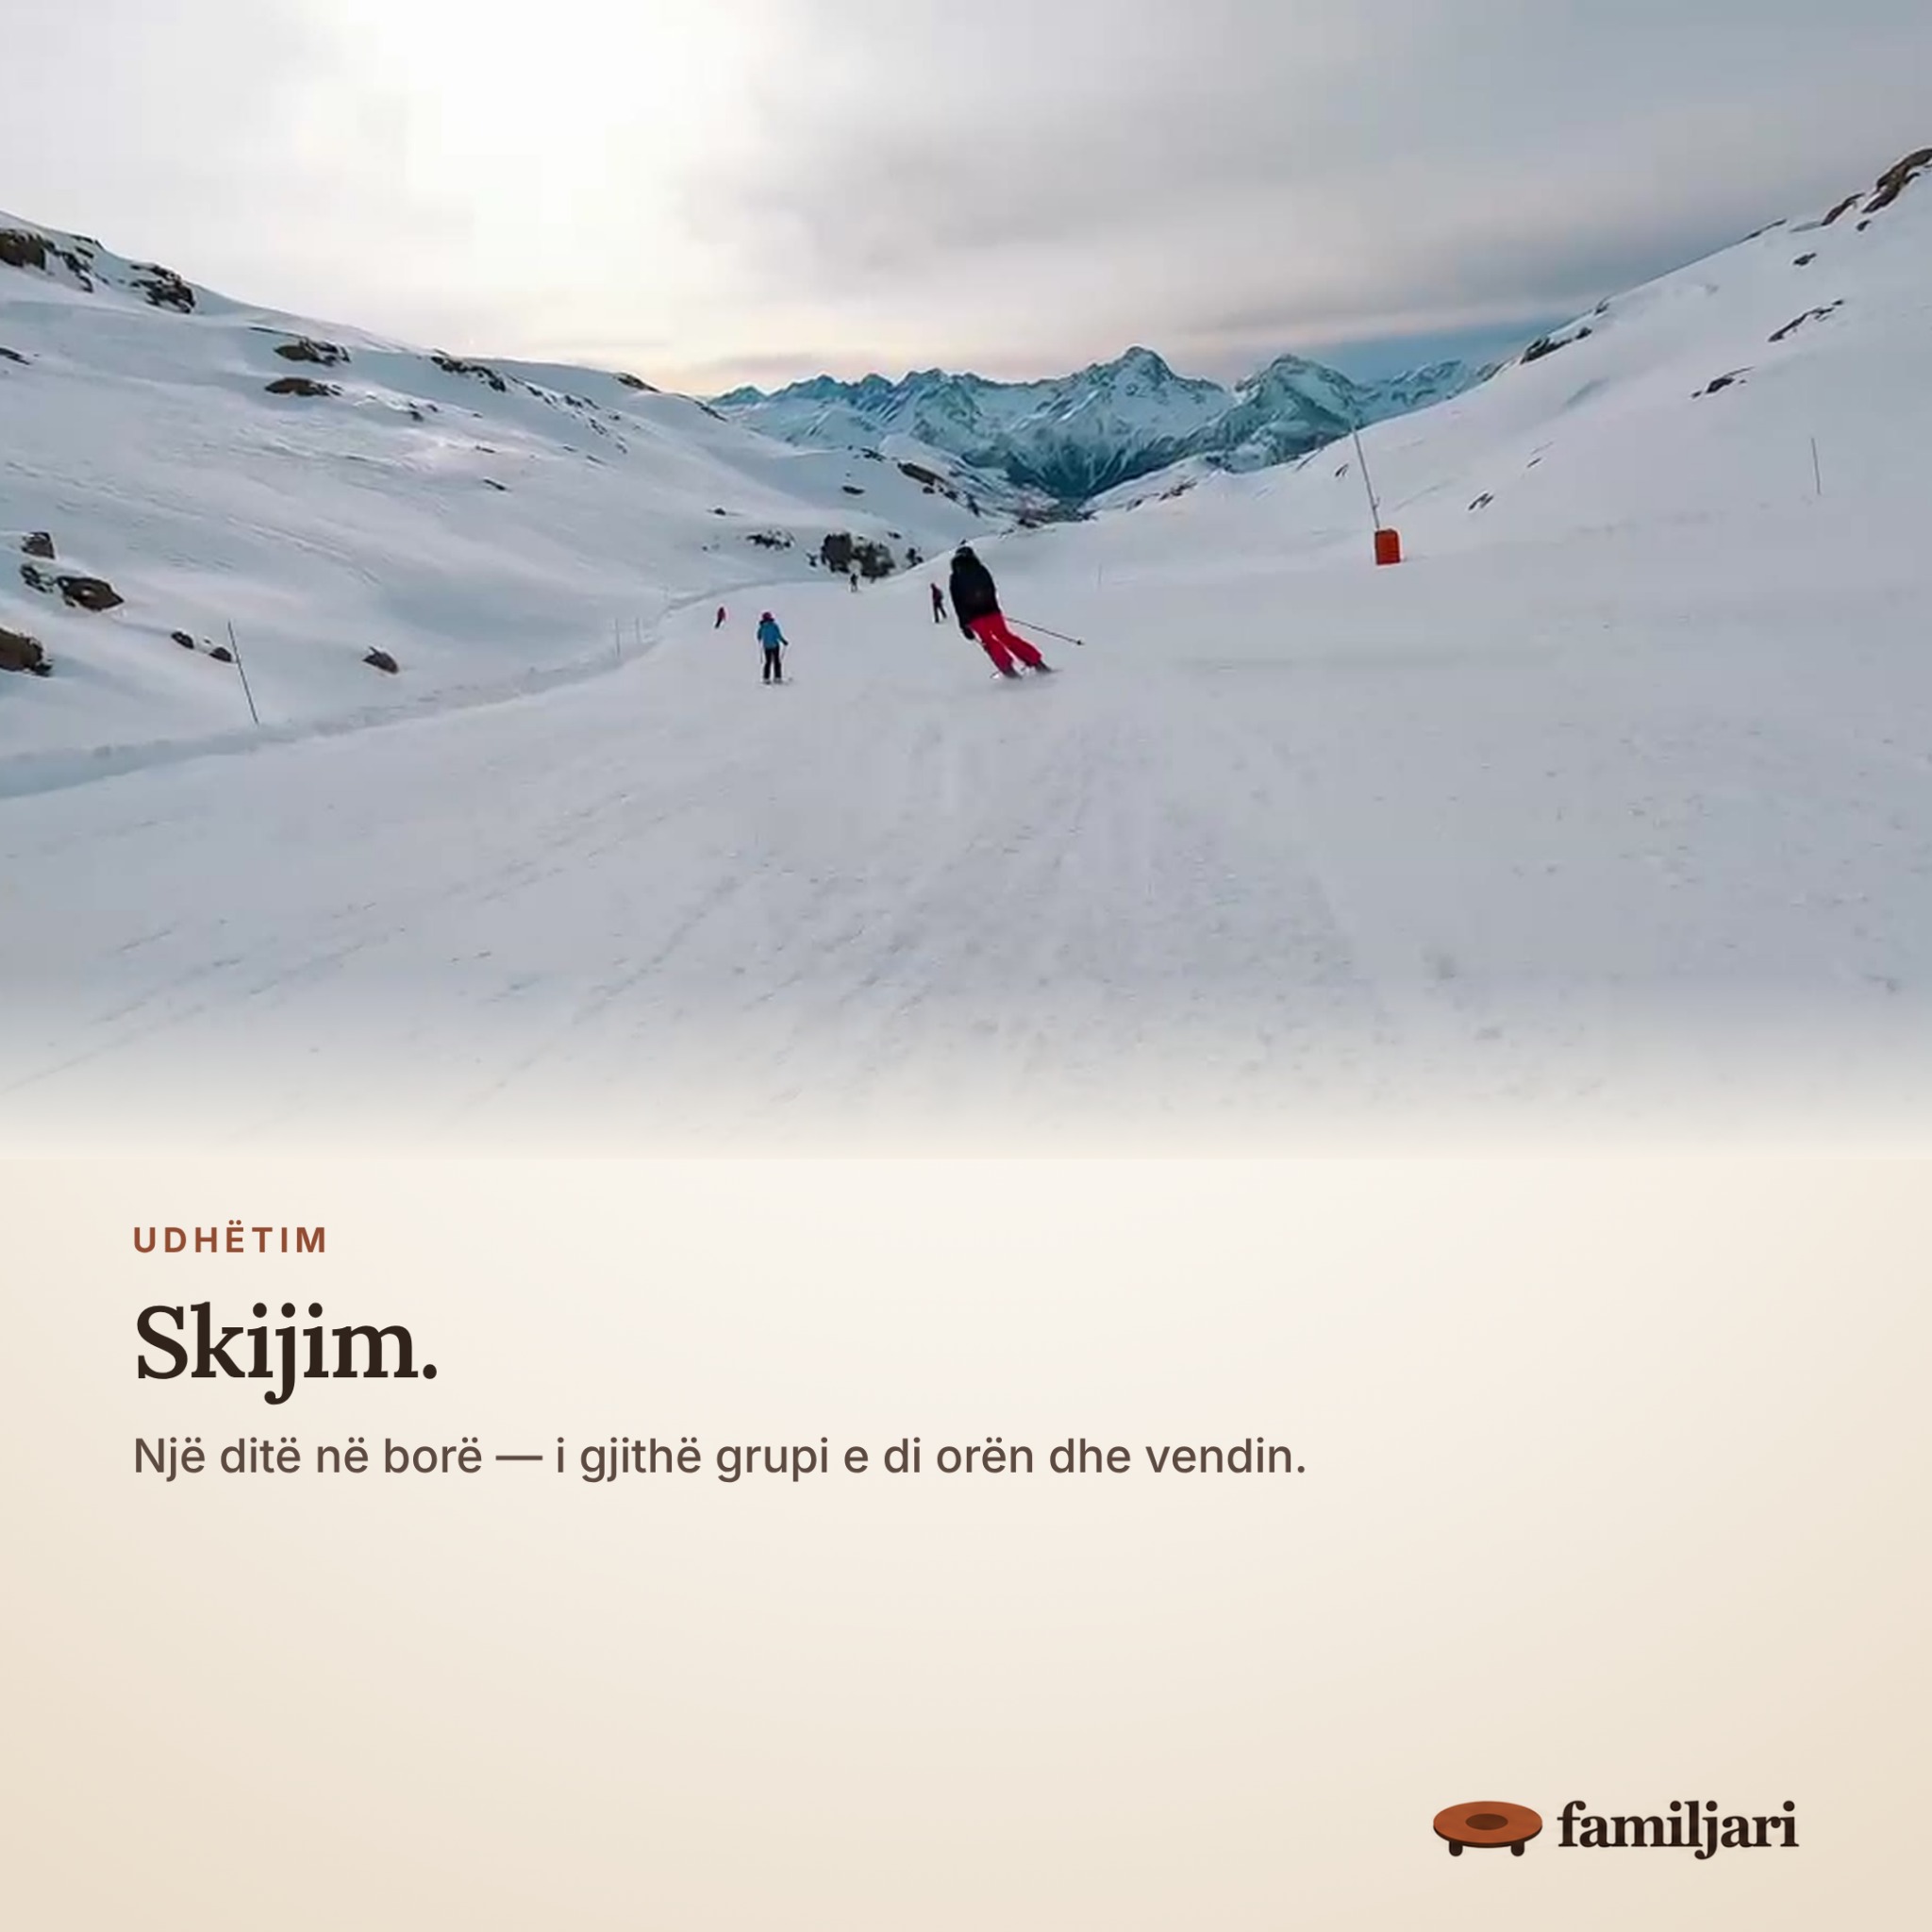 UDHËTIM
Skijim.
Një ditë në borë — i gjithë grupi e di orën dhe vendin.
familjari